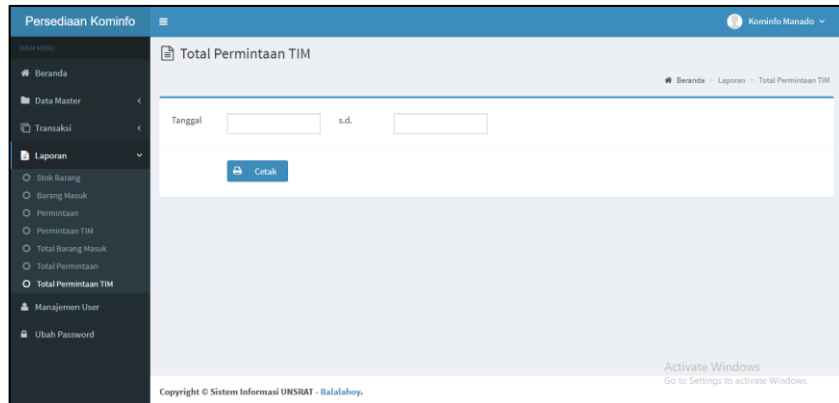 Persediaan Kominfo
Kominfo Manado
MAIN MENU
Total Permintaan TIM
Beranda > Laporan > Total Permintaan TIM
Beranda
Data Master
Transaksi
Laporan
Stok Barang
Barang Masuk
Permintaan
Permintaan TIM
Total Barang Masuk
Total Permintaan
Total Permintaan TIM
Manajemen User
Ubah Password
Tanggal s.d.
Cetak
Activate Windows
Go to Settings to activate Windows.
Copyright © Sistem Informasi UNSRAT - Balalahoy.